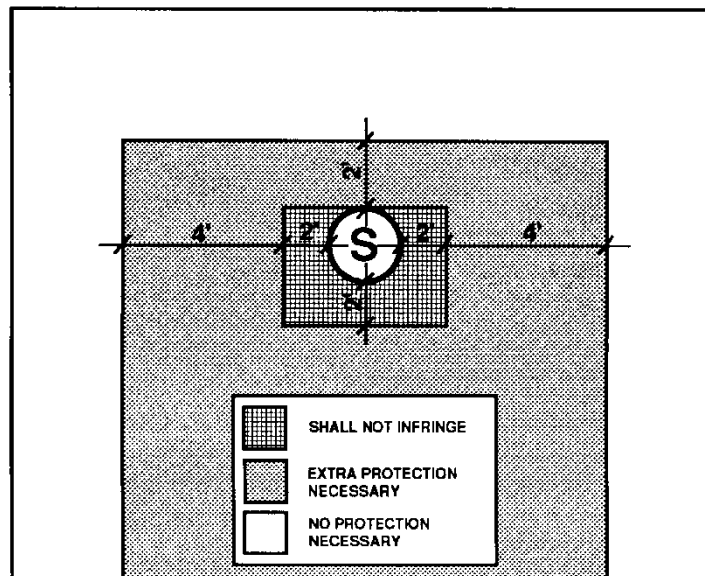 2'
4' 2' S 2' 4'
2'
SHALL NOT INFRINGE
EXTRA PROTECTION
NECESSARY
NO PROTECTION
NECESSARY